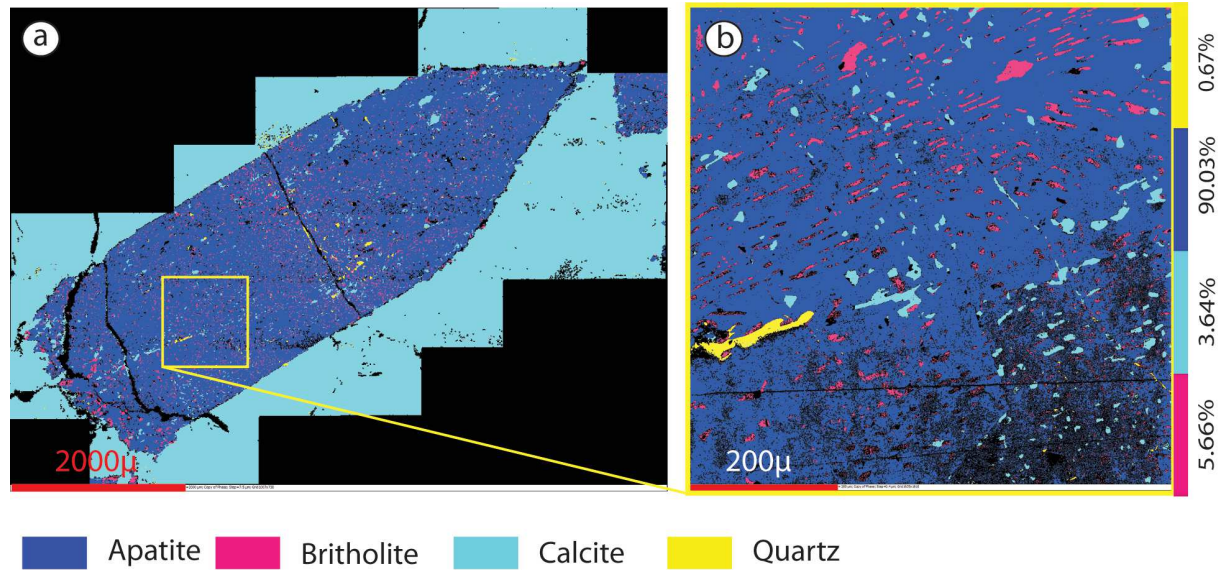 a
b
2000µ
200µ
0.67%
90.03%
3.64%
5.66%
Apatite
Britholite
Calcite
Quartz